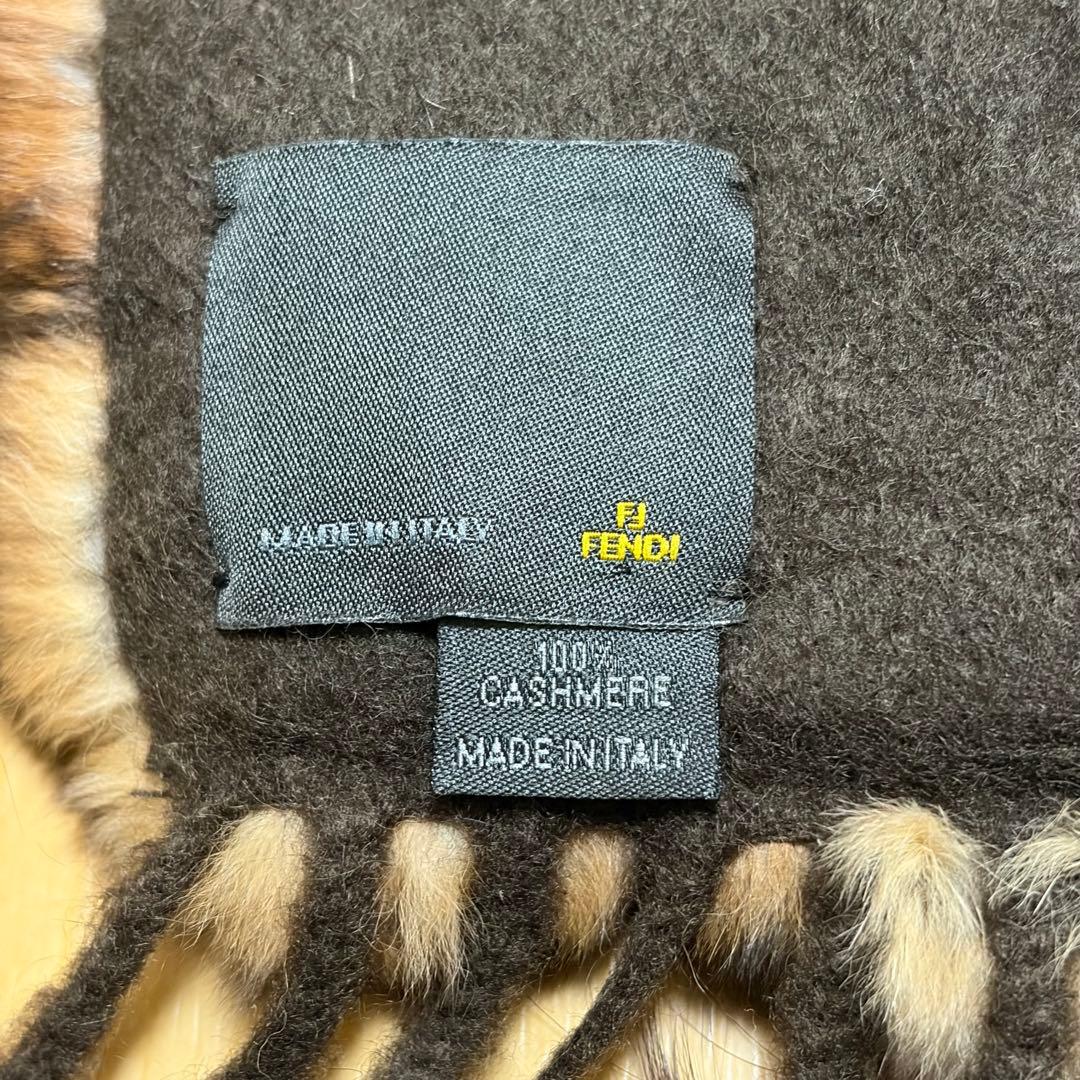 MADE IN ITALY
FF
FENDI
100%
CASHMERE
MADE IN ITALY